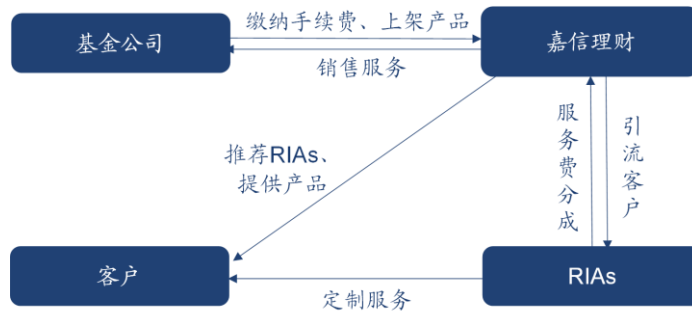 缴纳手续费、上架产品
基金公司
嘉信理财
销售服务
推荐RIAs、
提供产品
服务费分成
引流客户
客户
RIAs
定制服务